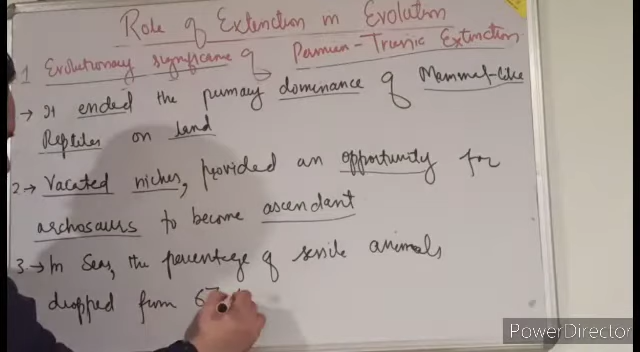 Role of Extinction in Evolution
1 Evolutionary significance of Permian-Triassic Extinction
→ It ended the primary dominance of Mammal-like
Reptiles on land
2 → Vacated niches, provided an opportunity for
archosaurs to become ascendant
3 → In Seas, the percentage of sessile animals
dropped from 67
PowerDirector